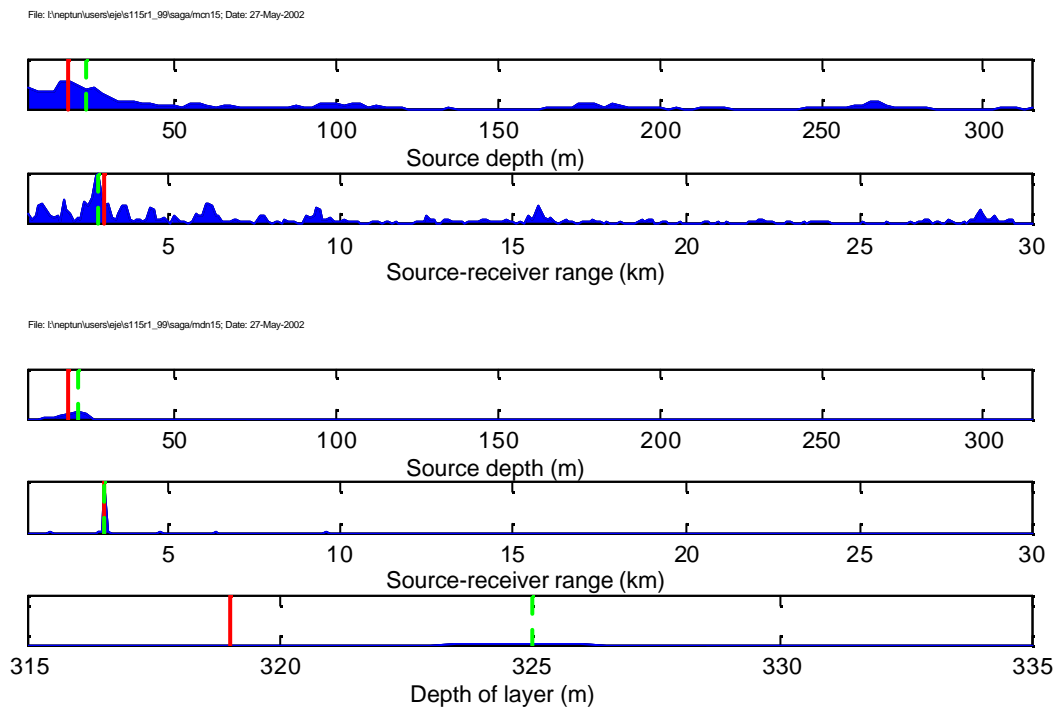 File: I:\neptun\users\eje\s115r1_99\saga/mcn15; Date: 27-May-2002
50 100 150 200 250 300
Source depth (m)
5 10 15 20 25 30
Source-receiver range (km)
File: I:\neptun\users\eje\s115r1_99\saga/mdn15; Date: 27-May-2002
50 100 150 200 250 300
Source depth (m)
5 10 15 20 25 30
Source-receiver range (km)
315 320 325 330 335
Depth of layer (m)